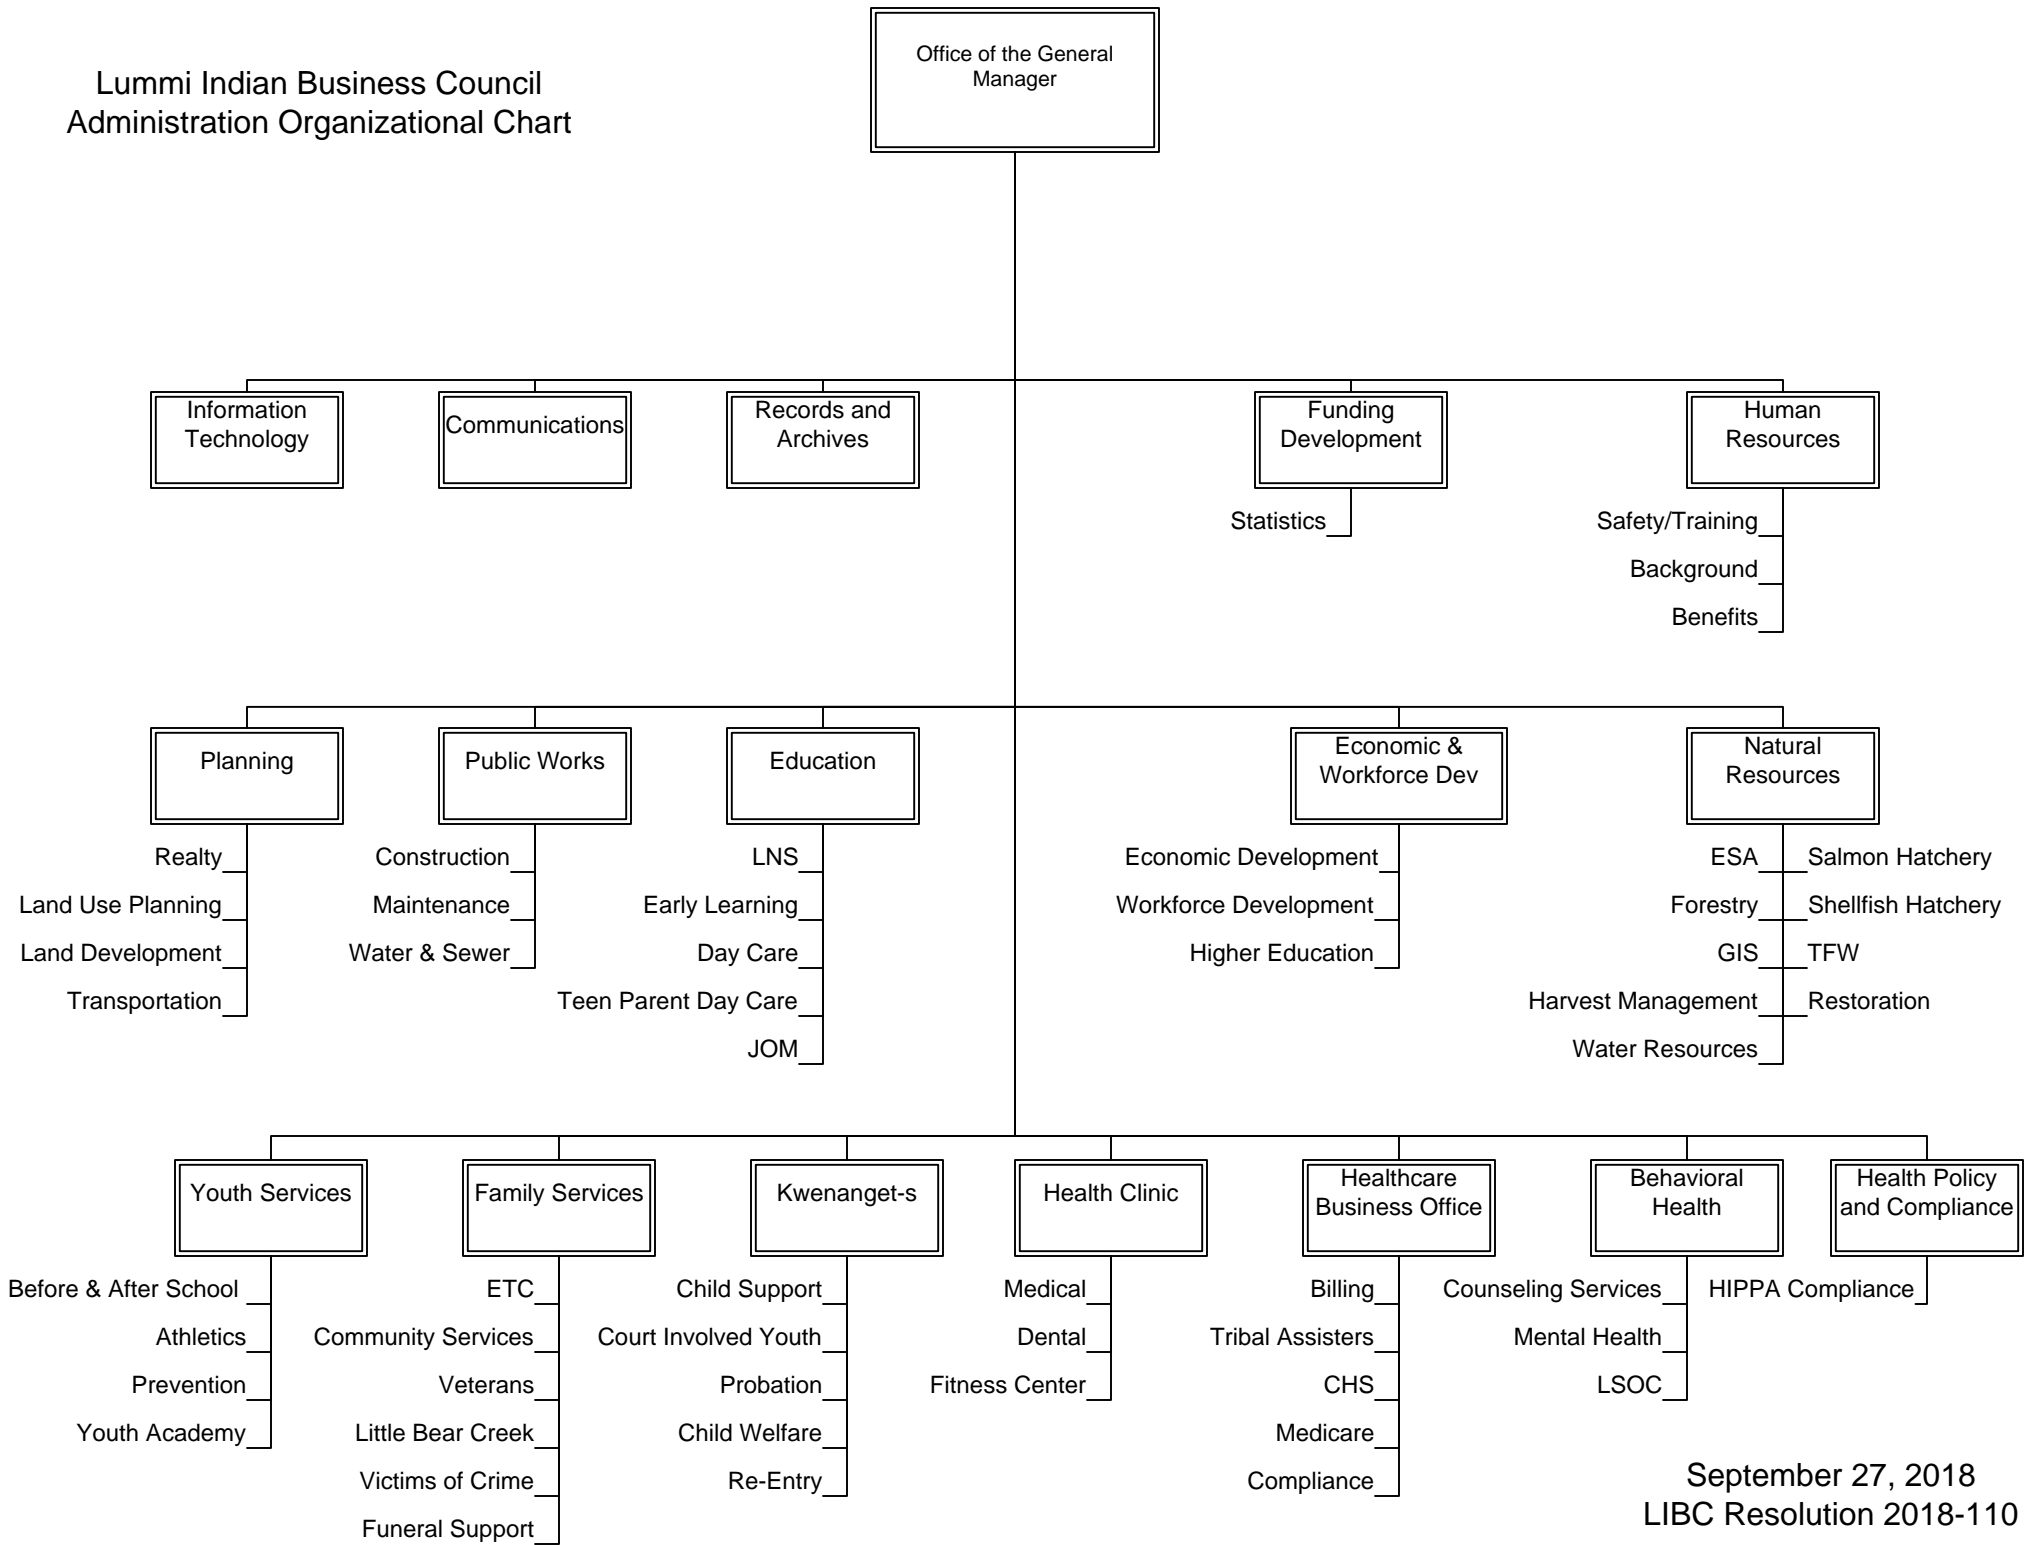 Office of the General
Manager
Lummi Indian Business Council
Administration Organizational Chart
Information
Technology
Communications
Records and
Archives
Funding
Development
Human
Resources
Statistics
Safety/Training
Background
Benefits
Planning
Public Works
Education
Economic &
Workforce Dev
Natural
Resources
Realty
Land Use Planning
Land Development
Transportation
Construction
Maintenance
Water & Sewer
LNS
Early Learning
Day Care
Teen Parent Day Care
JOM
Economic Development
Workforce Development
Higher Education
ESA
Forestry
GIS
Harvest Management
Water Resources
Salmon Hatchery
Shellfish Hatchery
TFW
Restoration
Youth Services
Family Services
Kwenanget-s
Health Clinic
Healthcare
Business Office
Behavioral
Health
Health Policy
and Compliance
Before & After School
Athletics
Prevention
Youth Academy
ETC
Community Services
Veterans
Little Bear Creek
Victims of Crime
Funeral Support
Child Support
Court Involved Youth
Probation
Child Welfare
Re-Entry
Medical
Dental
Fitness Center
Billing
Tribal Assisters
CHS
Medicare
Compliance
Counseling Services
Mental Health
LSOC
HIPPA Compliance
September 27, 2018
LIBC Resolution 2018-110